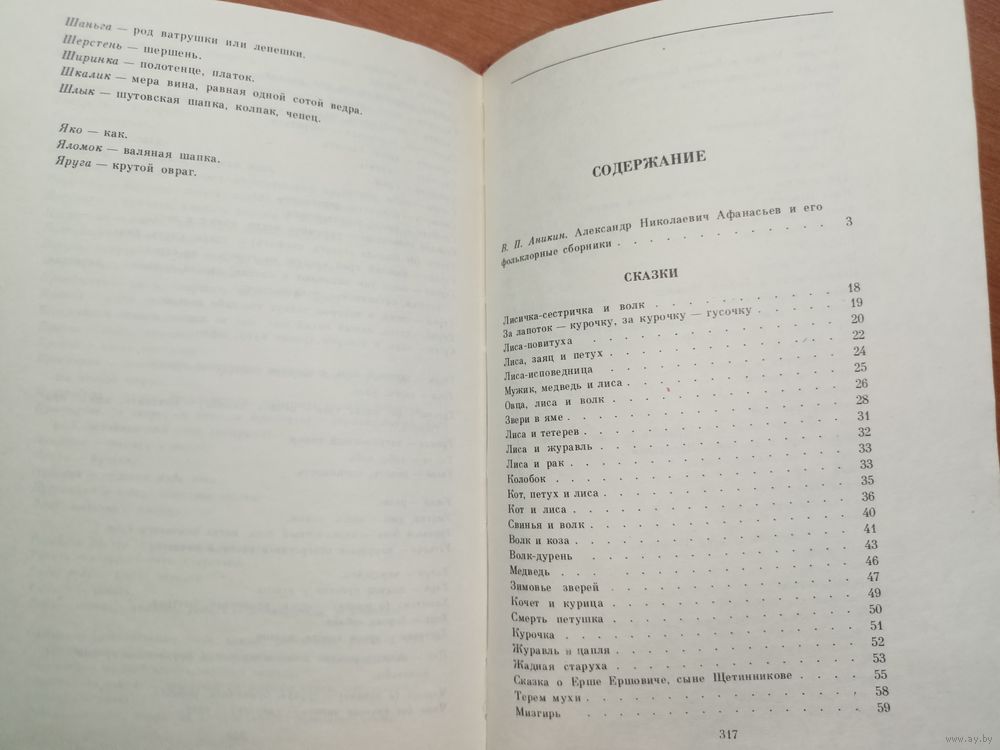 Шаньга — род ватрушки или лепешки.
Шерстень — шершень.
Ширинка — полотенце, платок.
Шкалик — мера вина, равная одной сотой ведра.
Шлык — шутовская шапка, колпак, чепец.
Яко — как.
Яломок — валяная шапка.
Яруга — крутой овраг.
СОДЕРЖАНИЕ
В. П. Аникин. Александр Николаевич Афанасьев и его
фольклорные сборники . . . . . . . . . . . 3
СКАЗКИ
Лисичка-сестричка и волк . . . . . . . . . 18
За лапоток — курочку, за курочку — гусочку . . . . 19
Лиса-повитуха . . . . . . . . . . . 20
Лиса, заяц и петух . . . . . . . . . . . 22
Лиса-исповедница . . . . . . . . . . . 24
Мужик, медведь и лиса . . . . . . . . . . 25
Овца, лиса и волк . . . . . . . . . . . 26
Звери в яме . . . . . . . . . . . . 28
Лиса и тетерев . . . . . . . . . . . . 31
Лиса и журавль . . . . . . . . . . . 32
Лиса и рак . . . . . . . . . . . . 33
Колобок . . . . . . . . . . . . 33
Кот, петух и лиса . . . . . . . . . . . 35
Кот и лиса . . . . . . . . . . . . 36
Свинья и волк . . . . . . . . . . . . 40
Волк и коза . . . . . . . . . . . . 41
Волк-дурень . . . . . . . . . . . . 43
Медведь . . . . . . . . . . . . 46
Зимовье зверей . . . . . . . . . . . 47
Кочет и курица . . . . . . . . . . . 49
Смерть петушка . . . . . . . . . . . 50
Курочка . . . . . . . . . . . . 51
Журавль и цапля . . . . . . . . . . . 52
Жадная старуха . . . . . . . . . . . 53
Сказка о Ерше Ершовиче, сыне Щетинникове . . . . 55
Терем мухи . . . . . . . . . . . . 58
Мизгирь . . . . . . . . . . . . 59
317
www.ay.by